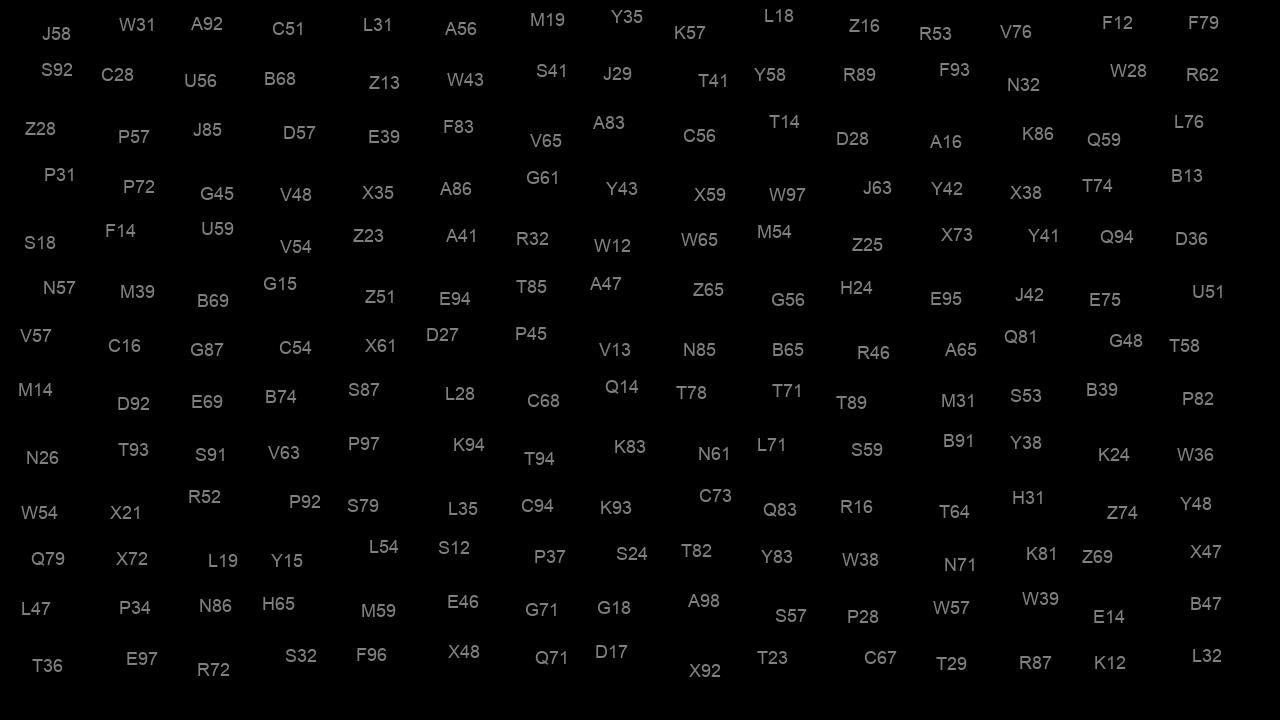 J58 W31 A92 C51 L31 A56 M19 Y35 K57 L18 Z16 R53 V76 F12 F79
S92 C28 U56 B68 Z13 W43 S41 J29 T41 Y58 R89 F93 N32 W28 R62
Z28 P57 J85 D57 E39 F83 V65 A83 C56 T14 D28 A16 K86 Q59 L76
P31 P72 G45 V48 X35 A86 G61 Y43 X59 W97 J63 Y42 X38 T74 B13
S18 F14 U59 V54 Z23 A41 R32 W12 W65 M54 Z25 X73 Y41 Q94 D36
N57 M39 B69 G15 Z51 E94 T85 A47 Z65 G56 H24 E95 J42 E75 U51
V57 C16 G87 C54 X61 D27 P45 V13 N85 B65 R46 A65 Q81 G48 T58
M14 D92 E69 B74 S87 L28 C68 Q14 T78 T71 T89 M31 S53 B39 P82
N26 T93 S91 V63 P97 K94 T94 K83 N61 L71 S59 B91 Y38 K24 W36
W54 X21 R52 P92 S79 L35 C94 K93 C73 Q83 R16 T64 H31 Z74 Y48
Q79 X72 L19 Y15 L54 S12 P37 S24 T82 Y83 W38 N71 K81 Z69 X47
L47 P34 N86 H65 M59 E46 G71 G18 A98 S57 P28 W57 W39 E14 B47
T36 E97 R72 S32 F96 X48 Q71 D17 X92 T23 C67 T29 R87 K12 L32